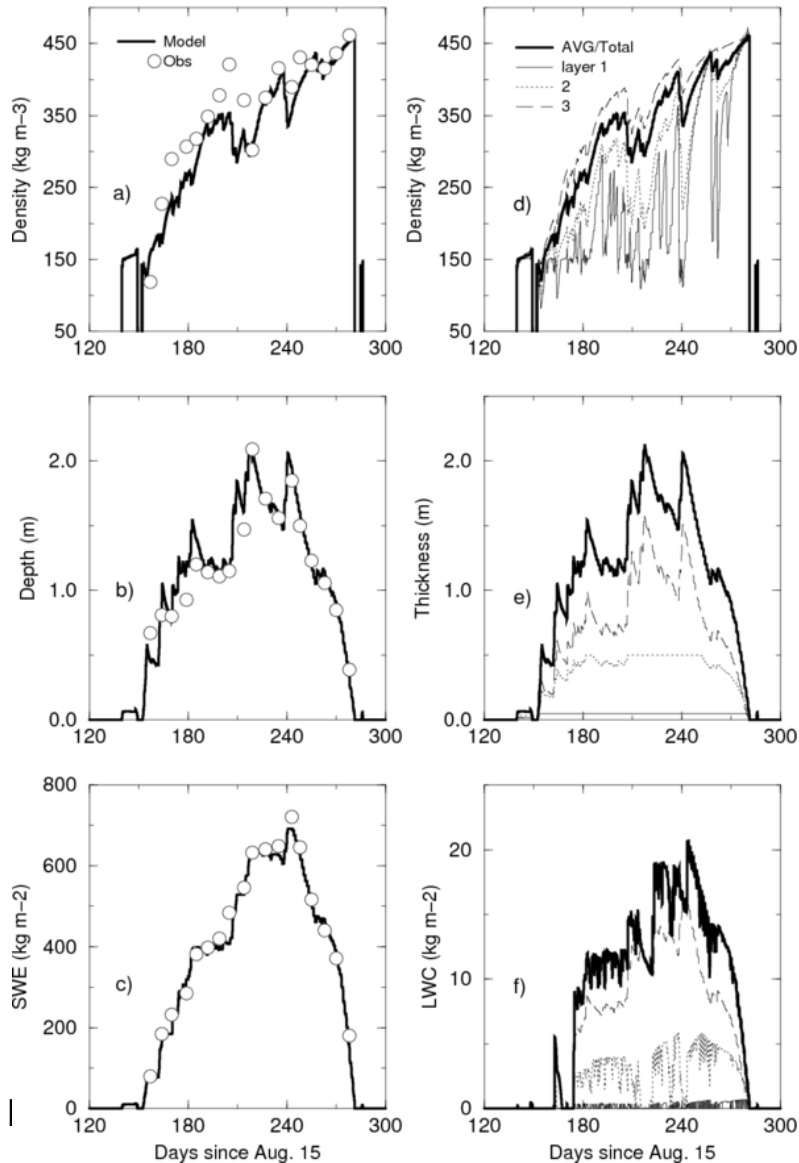 450
350
250
150
50
Density (kg m−3)
Model
Obs
a)
120 180 240 300
450
350
250
150
50
Density (kg m−3)
AVG/Total
layer 1
2
3
d)
120 180 240 300
2.0
1.0
0.0
Depth (m)
b)
120 180 240 300
2.0
1.0
0.0
Thickness (m)
e)
120 180 240 300
800
600
400
200
0
SWE (kg m−2)
c)
120 180 240 300
Days since Aug. 15
20
10
0
LWC (kg m−2)
f)
120 180 240 300
Days since Aug. 15